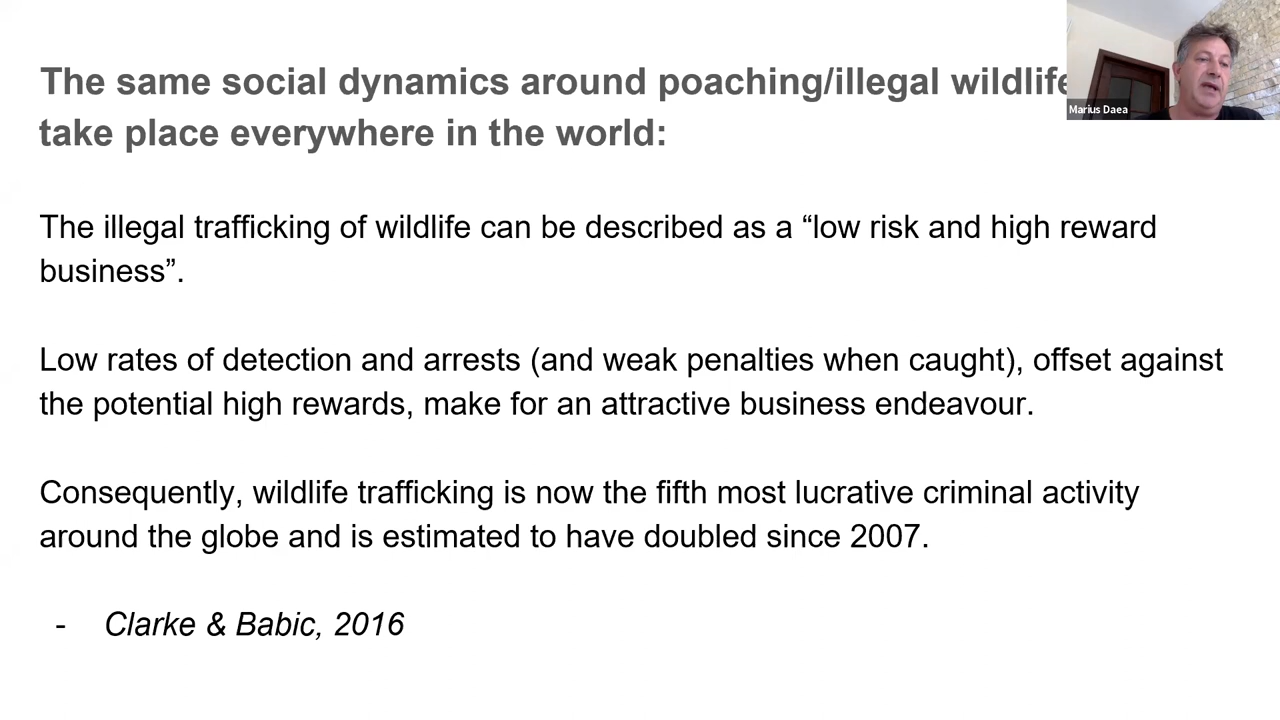 The same social dynamics around poaching/illegal wildlife
take place everywhere in the world:
Marius Daea
The illegal trafficking of wildlife can be described as a “low risk and high reward
business”.
Low rates of detection and arrests (and weak penalties when caught), offset against
the potential high rewards, make for an attractive business endeavour.
Consequently, wildlife trafficking is now the fifth most lucrative criminal activity
around the globe and is estimated to have doubled since 2007.
- Clarke & Babic, 2016